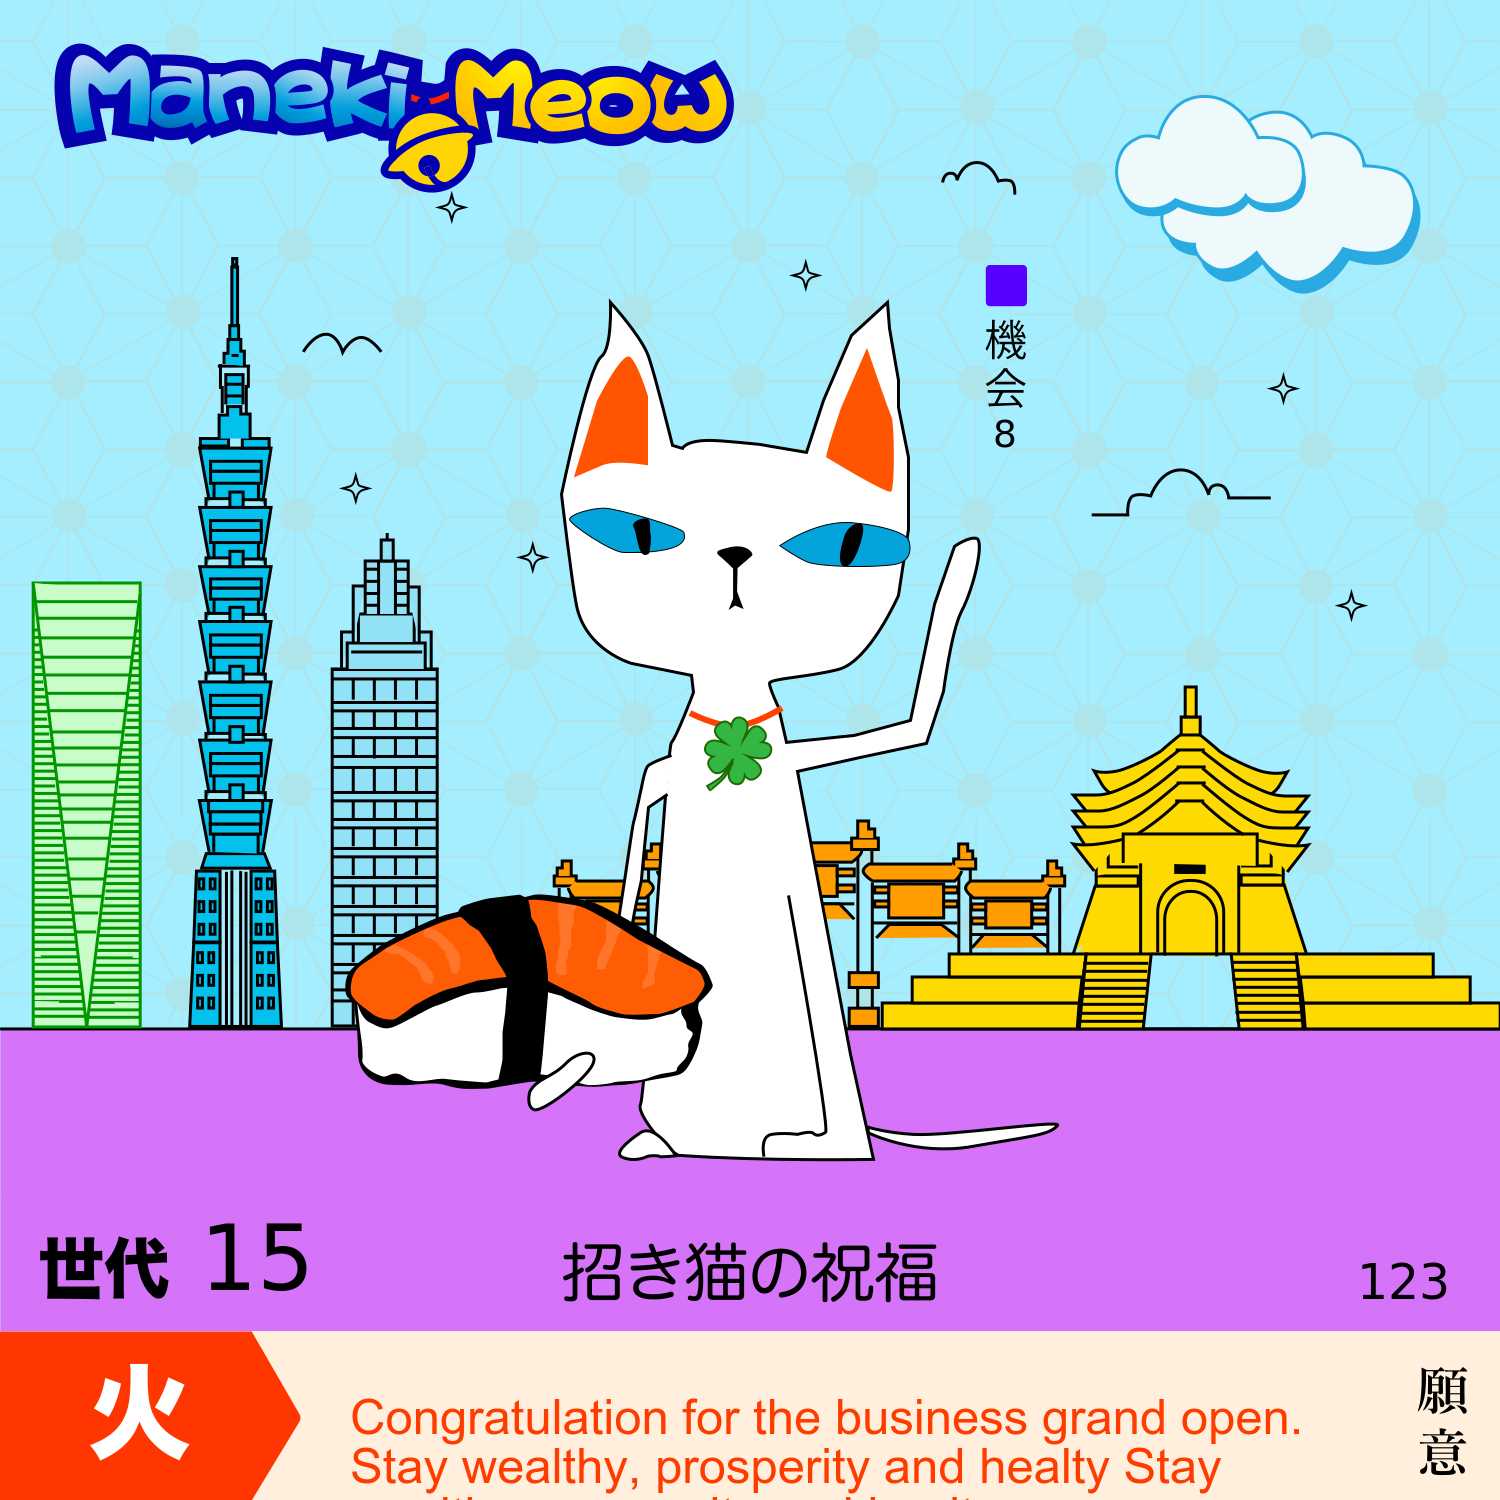 Maneki-Meow
機
会
8
世代 15
招き猫の祝福
123
火
Congratulation for the business grand open.
Stay wealthy, prosperity and healty Stay
願
意